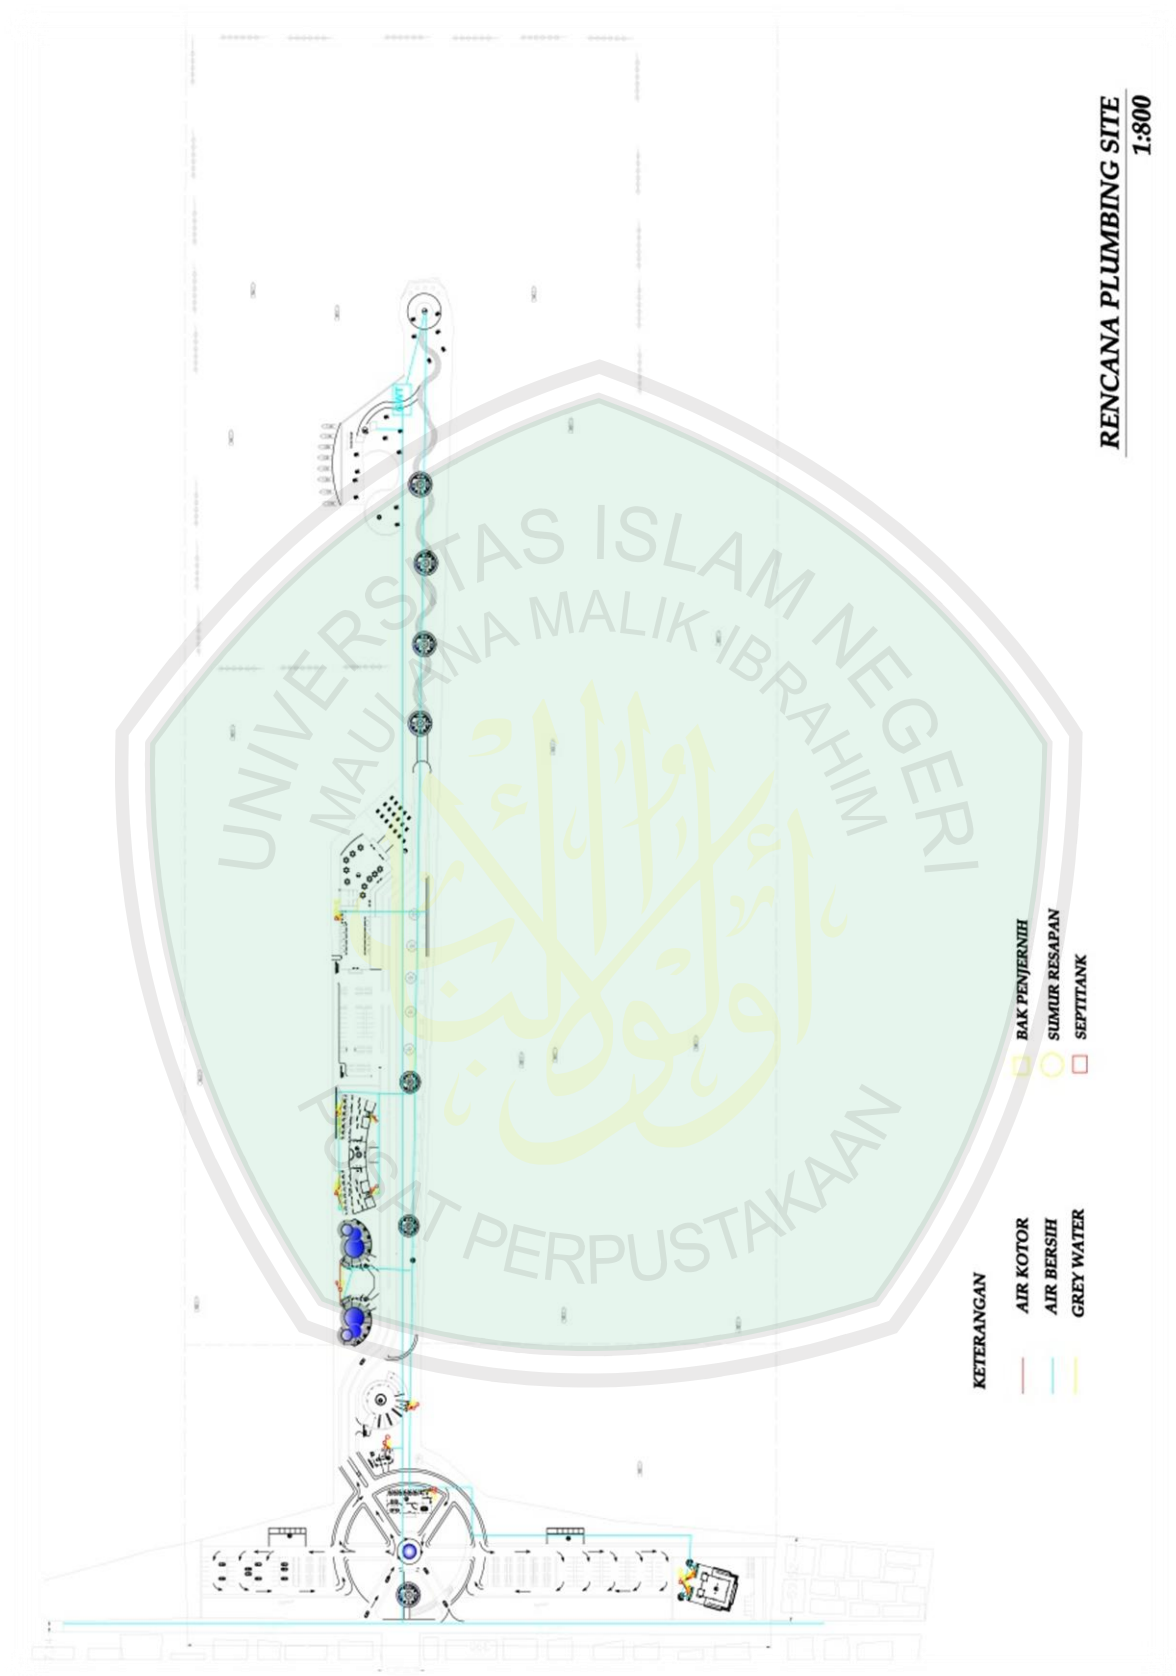 RENCANA PLUMBING SITE
1:800
UNIVERSITAS ISLAM NEGERI
MAULANA MALIK IBRAHIM
PUSAT PERPUSTAKAAN
KETERANGAN
AIR KOTOR
AIR BERSIH
GREY WATER
BAK PENJERNIH
SUMUR RESAPAN
SEPTITANK